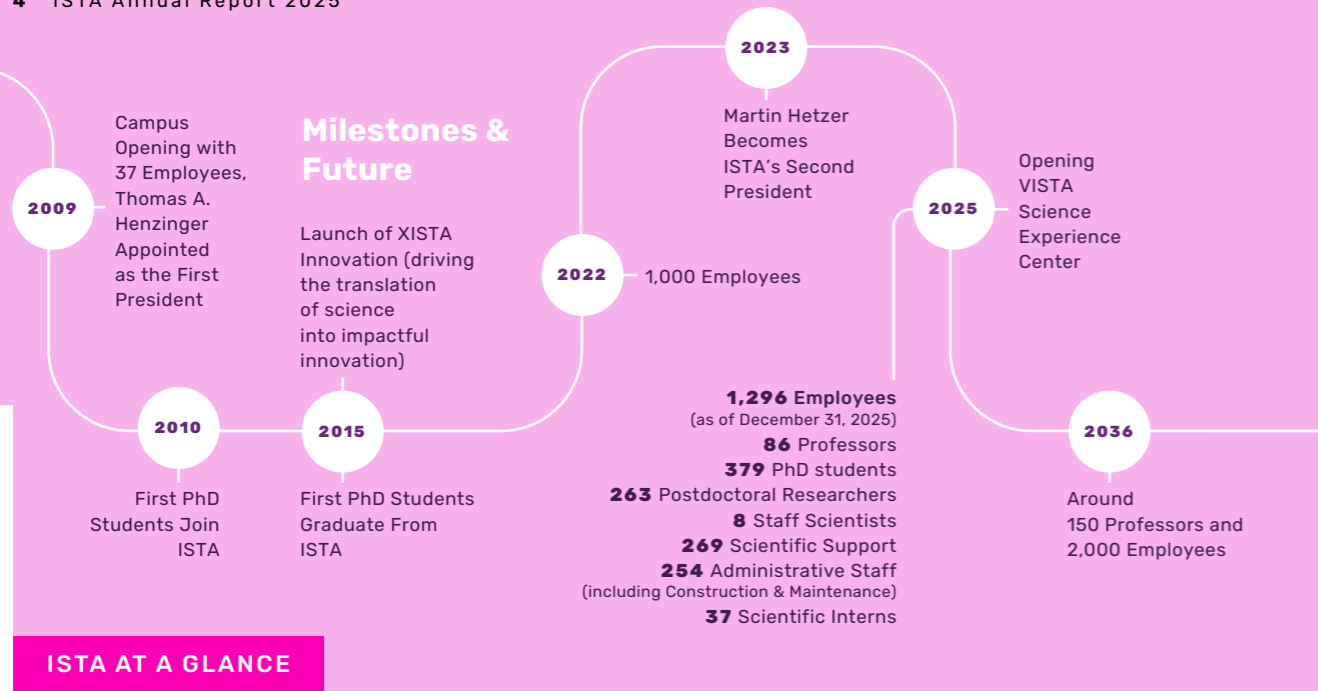 4 ISTA Annual Report 2025
2009
Campus
Opening with
37 Employees,
Thomas A.
Henzinger
Appointed
as the First
President
Milestones &
Future
2010
First PhD
Students Join
ISTA
Launch of XISTA
Innovation (driving
the translation
of science
into impactful
innovation)
2015
First PhD Students
Graduate From
ISTA
2022
1,000 Employees
2023
Martin Hetzer
Becomes
ISTA’s Second
President
2025
Opening
VISTA
Science
Experience
Center
1,296 Employees
(as of December 31, 2025)
86 Professors
379 PhD students
263 Postdoctoral Researchers
8 Staff Scientists
269 Scientific Support
254 Administrative Staff
(including Construction & Maintenance)
37 Scientific Interns
2036
Around
150 Professors and
2,000 Employees
ISTA AT A GLANCE